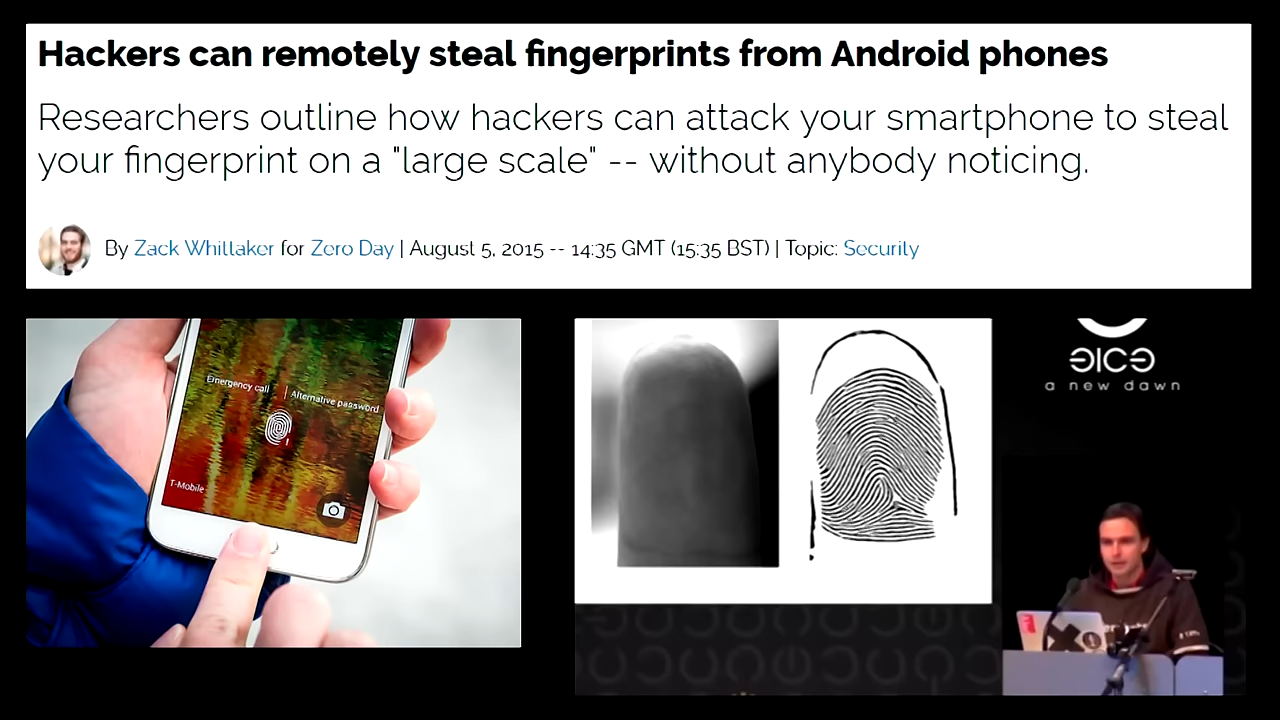 Hackers can remotely steal fingerprints from Android phones
Researchers outline how hackers can attack your smartphone to steal
your fingerprint on a "large scale" -- without anybody noticing.
By Zack Whittaker for Zero Day | August 5, 2015 -- 14:35 GMT (15:35 BST) | Topic: Security
Emergency call
Alternative password
T-Mobile
a new dawn